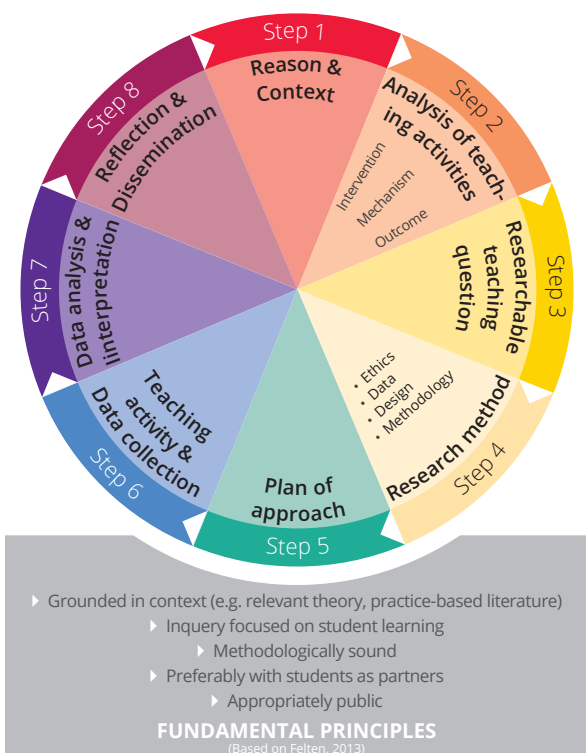 Step 1
Reason &
Context
Step 2
Analysis of teach-
ing activities
Intervention
Mechanism
Outcome
Step 3
Researchable
teaching
question
Step 4
Research method
• Ethics
• Data
• Design
• Methodology
Step 5
Plan of
approach
Step 6
Teaching
activity &
Data collection
Step 7
Data analysis &
Iinterpretation
Step 8
Reflection &
Dissemination
Grounded in context (e.g. relevant theory, practice-based literature)
Inquery focused on student learning
Methodologically sound
Preferably with students as partners
Appropriately public
FUNDAMENTAL PRINCIPLES
(Based on Felten, 2013)